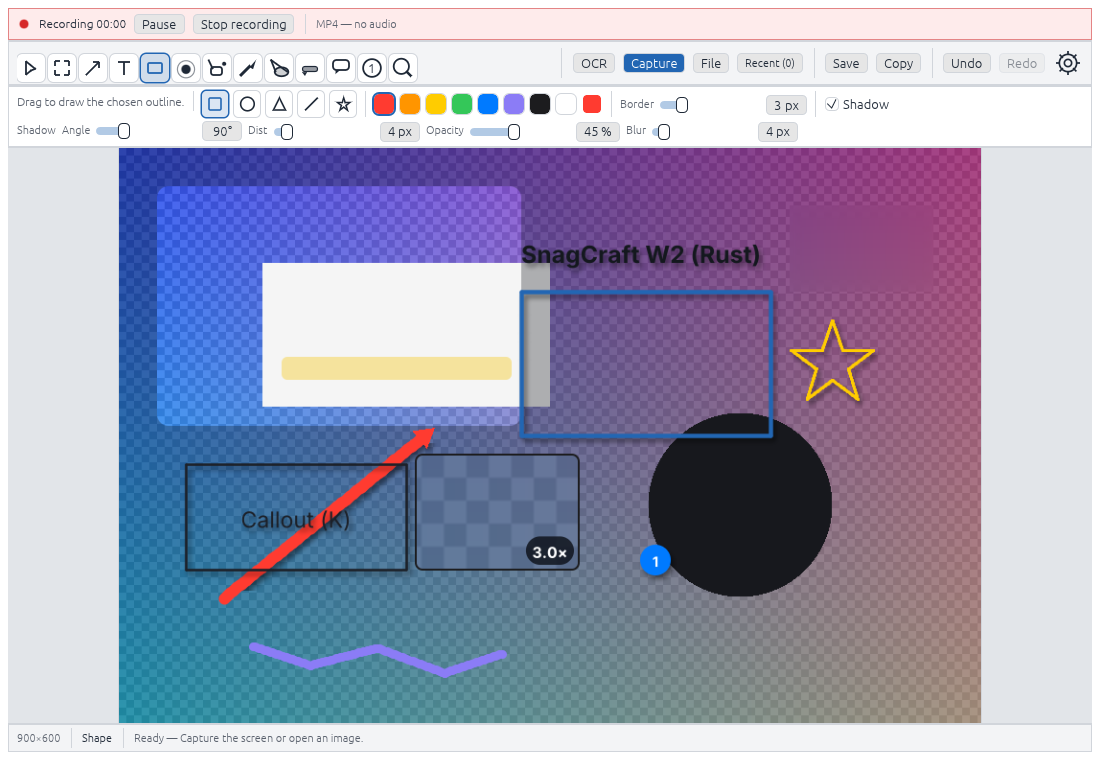 Recording 00:00 Pause Stop recording MP4 — no audio
T 1 OCR Capture File Recent (0) Save Copy Undo Redo
Drag to draw the chosen outline. Border 3 px Shadow
Shadow Angle 90° Dist 4 px Opacity 45 % Blur 4 px
SnagCraft W2 (Rust)
Callout (K)
3.0×
1
900×600 Shape Ready — Capture the screen or open an image.